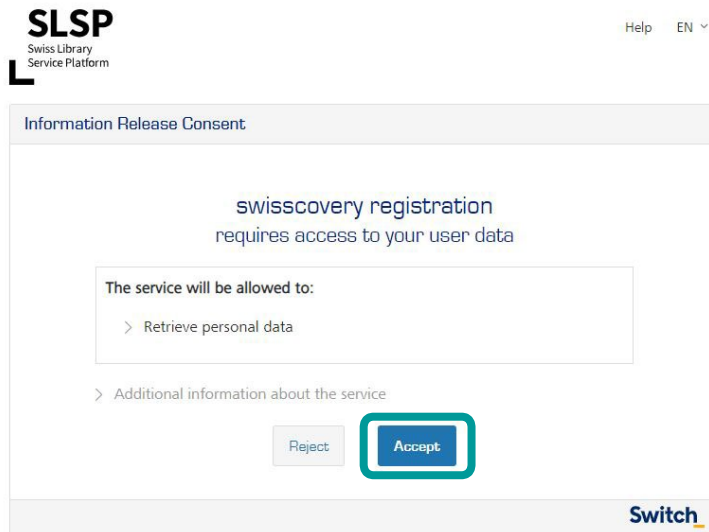 SLSP
Swiss Library
Service Platform
Help EN
Information Release Consent
swisscovery registration
requires access to your user data
The service will be allowed to:
Retrieve personal data
Additional information about the service
Reject Accept
Switch_